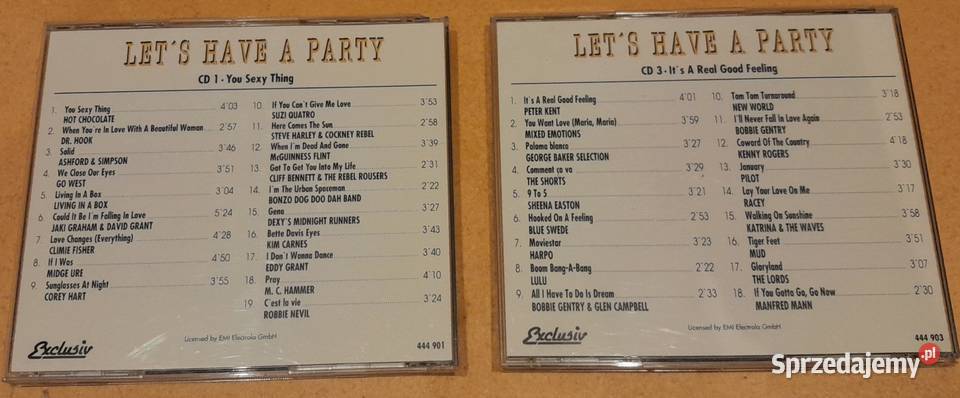 LET'S HAVE A PARTY
CD 1 - You Sexy Thing
1. You Sexy Thing 4'03
HOT CHOCOLATE
2. When You're In Love With A Beautiful Woman 2'57
DR. HOOK
3. Solid 3'46
ASHFORD & SIMPSON
4. We Close Our Eyes 3'51
GO WEST
5. Living In A Box 3'04
LIVING IN A BOX
6. Could It Be I'm Falling In Love 5'24
JAKI GRAHAM & DAVID GRANT
7. Love Changes (Everything) 4'28
CLIMIE FISHER
8. If I Was 4'50
MIDGE URE
9. Sunglasses At Night 3'55
COREY HART
10. If You Can't Give Me Love 3'53
SUZI QUATRO
11. Here Comes The Sun 2'58
STEVE HARLEY & COCKNEY REBEL
12. When I'm Dead And Gone 3'39
McGUINNESS FLINT
13. Got To Get You Into My Life 2'31
CLIFF BENNETT & THE REBEL ROUSERS
14. I'm The Urban Spaceman 2'22
BONZO DOG DOO DAH BAND
15. Geno 3'27
DEXY'S MIDNIGHT RUNNERS
16. Bette Davis Eyes 3'43
KIM CARNES
17. I Don't Wanna Dance 3'40
EDDY GRANT
18. Pray 4'10
M. C. HAMMER
19. C'est la vie 3'24
ROBBIE NEVIL
Licensed by EMI Electrola GmbH
Exclusiv
444 901
LET'S HAVE A PARTY
CD 3 - It's A Real Good Feeling
1. It's A Real Good Feeling 4'01
PETER KENT
2. You Want Love (Maria, Maria) 3'59
MIXED EMOTIONS
3. Paloma blanca 3'27
GEORGE BAKER SELECTION
4. Comment ça va 3'29
THE SHORTS
5. 9 To 5 3'21
SHEENA EASTON
6. Hooked On A Feeling 2'53
BLUE SWEDE
7. Moviestar 3'23
HARPO
8. Boom Bang-A-Bang 2'22
LULU
9. All I Have To Do Is Dream 2'33
BOBBIE GENTRY & GLEN CAMPBELL
10. Tom Tom Turnaround 3'18
NEW WORLD
11. I'll Never Fall In Love Again 2'53
BOBBIE GENTRY
12. Coward Of The Country 4'18
KENNY ROGERS
13. January 3'30
PILOT
14. Lay Your Love On Me 3'17
RACEY
15. Walking On Sunshine 3'58
KATRINA & THE WAVES
16. Tiger Feet 3'51
MUD
17. Gloryland 3'07
THE LORDS
18. If You Gotta Go, Go Now 2'30
MANFRED MANN
Licensed by EMI Electrola GmbH
Exclusiv
444 903
Sprzedajemy.pl